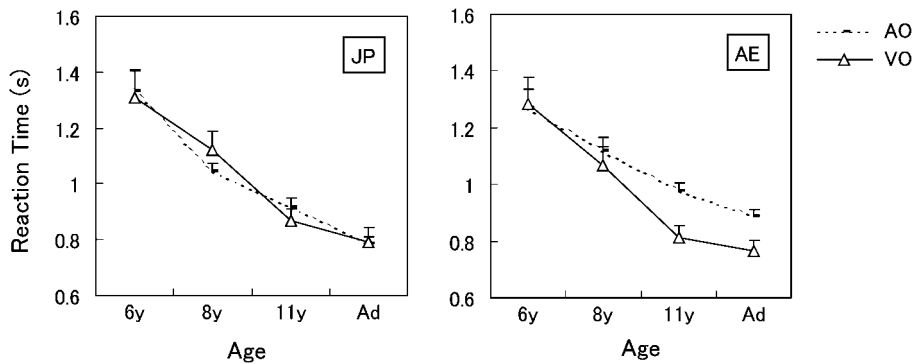 Reaction Time (s)
1.6
1.4
1.2
1
0.8
0.6
JP
6y 8y 11y Ad
Age
1.6
1.4
1.2
1
0.8
0.6
AE
6y 8y 11y Ad
Age
AO
VO